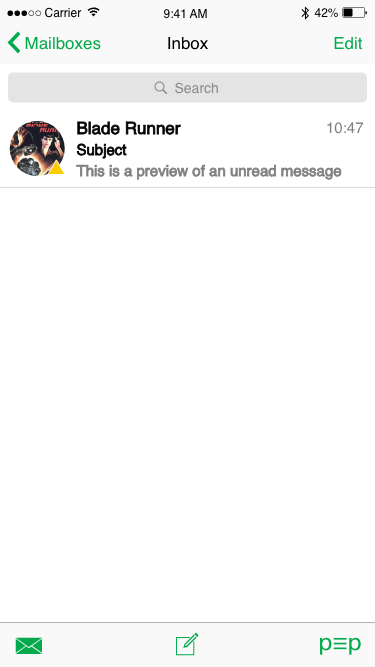 Carrier 9:41 AM 42%
Mailboxes Inbox Edit
Search
Blade Runner 10:47
Subject
This is a preview of an unread message
p≡p